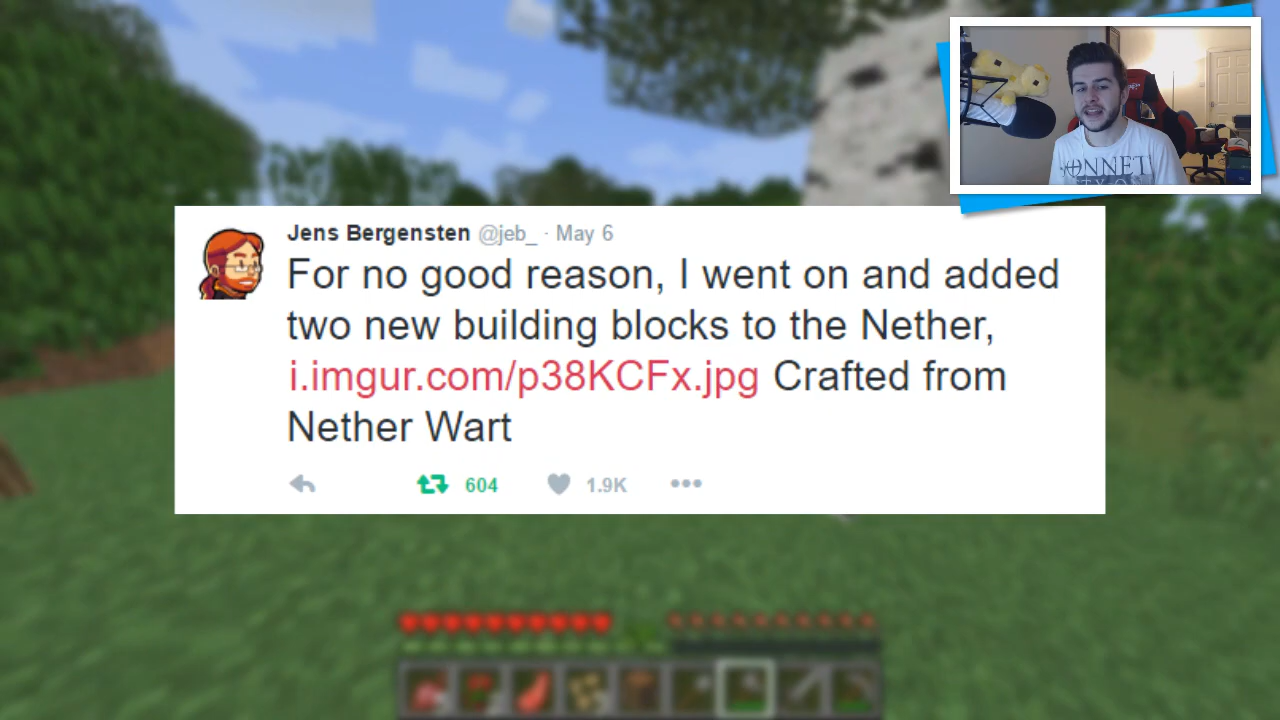 Jens Bergensten @jeb_ · May 6
For no good reason, I went on and added
two new building blocks to the Nether,
i.imgur.com/p38KCFx.jpg Crafted from
Nether Wart
604 1.9K •••